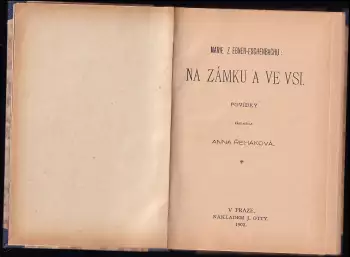 MARIE Z EBNER-ESCHENBACHU:
NA ZÁMKU A VE VSI.
POVÍDKY.
ANNA ŘEHÁKOVÁ.
V PRAZE.
NÁKLADEM J. OTTY.